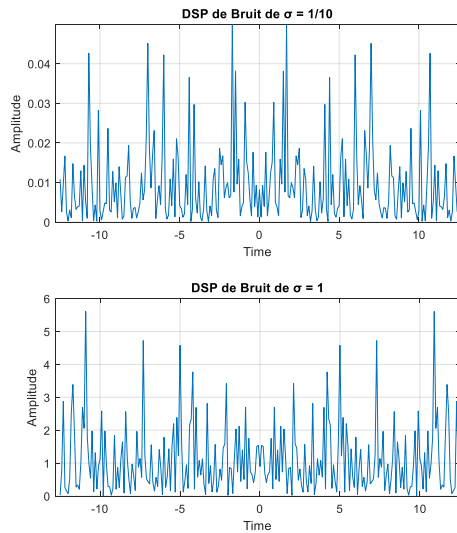 DSP de Bruit de σ = 1/10
Amplitude
0.04
0.03
0.02
0.01
0
-10 -5 0 5 10
Time
DSP de Bruit de σ = 1
Amplitude
6
5
4
3
2
1
0
-10 -5 0 5 10
Time